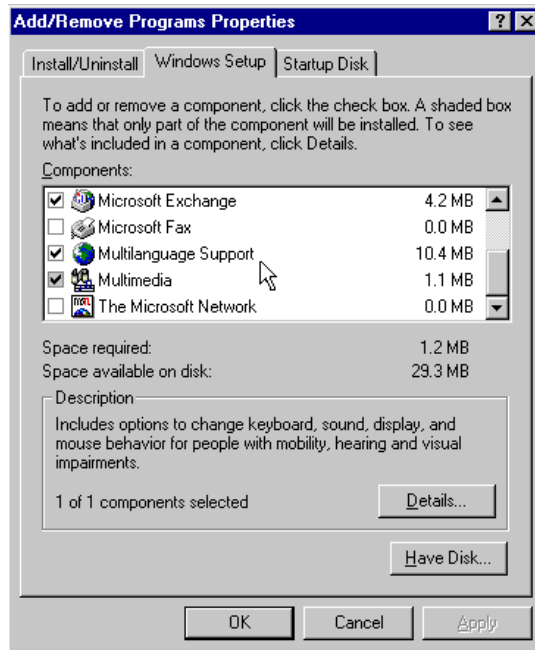 Add/Remove Programs Properties
Install/Uninstall Windows Setup Startup Disk
To add or remove a component, click the check box. A shaded box
means that only part of the component will be installed. To see
what's included in a component, click Details.
Components:
Microsoft Exchange 4.2 MB
Microsoft Fax 0.0 MB
Multilanguage Support 10.4 MB
Multimedia 1.1 MB
The Microsoft Network 0.0 MB
Space required: 1.2 MB
Space available on disk: 29.3 MB
Description
Includes options to change keyboard, sound, display, and
mouse behavior for people with mobility, hearing and visual
impairments.
1 of 1 components selected Details...
Have Disk...
OK Cancel Apply